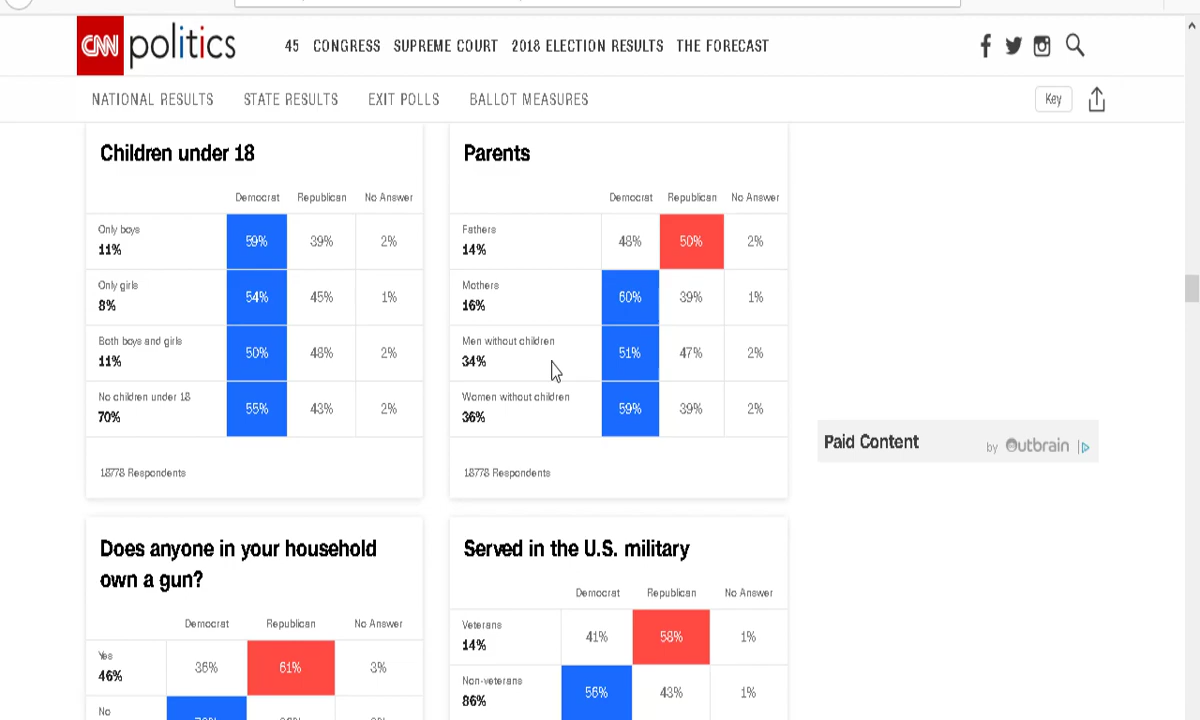 CNN politics
45 CONGRESS SUPREME COURT 2018 ELECTION RESULTS THE FORECAST
NATIONAL RESULTS STATE RESULTS EXIT POLLS BALLOT MEASURES Key
Children under 18
Democrat Republican No Answer
Only boys
11% 59% 39% 2%
Only girls
8% 54% 45% 1%
Both boys and girls
11% 50% 48% 2%
No children under 18
70% 55% 43% 2%
18778 Respondents
Parents
Democrat Republican No Answer
Fathers
14% 48% 50% 2%
Mothers
16% 60% 39% 1%
Men without children
34% 51% 47% 2%
Women without children
36% 59% 39% 2%
18778 Respondents
Paid Content by Outbrain
Does anyone in your household
own a gun?
Democrat Republican No Answer
Yes
46% 36% 61% 3%
No
Served in the U.S. military
Democrat Republican No Answer
Veterans
14% 41% 58% 1%
Non-veterans
86% 56% 43% 1%